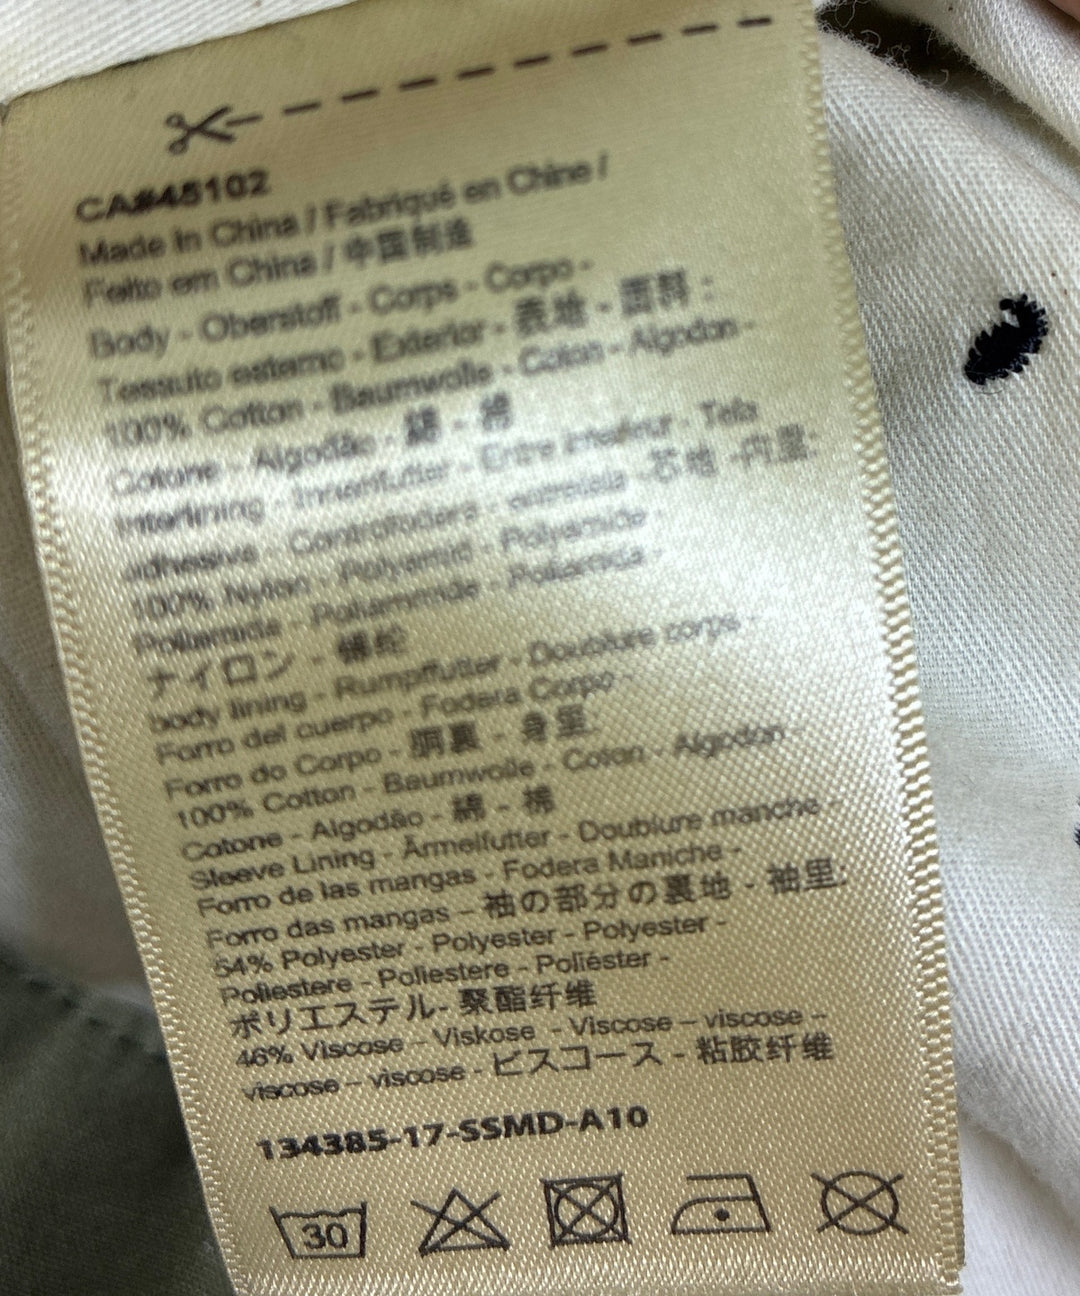 CA#45102
Made in China / Fabriqué en Chine /
Feito em China / 中国制造
Body - Oberstoff - Corps - Corpo -
Tessuto esterno - Exterior - 表地 - 面料 :
100% Cotton - Baumwolle - Coton - Algodon -
Cotone - Algodão - 綿 - 棉
Interlining - Innenfutter - Entre interieur - Tela
adhesiva - Controfodera - entretela - 芯地 - 内里:
100% Nylon - Polyamid - Polyamide -
Poliamide - Poliammide - Poliamida -
ナイロン - 锦纶
body lining - Rumpffutter - Doublure corps -
Forro del cuerpo - Fodera Corpo -
Forro do Corpo - 胴裏 - 身里:
100% Cotton - Baumwolle - Coton - Algodon -
Cotone - Algodão - 綿 - 棉
Sleeve Lining - Ärmelfutter - Doublure manche -
Forro de las mangas - Fodera Maniche -
Forro das mangas – 袖の部分の裏地 - 袖里:
54% Polyester - Polyester - Polyester -
Poliestere - Poliestere - Poliéster -
ポリエステル- 聚酯纤维
46% Viscose – Viskose - Viscose – viscose –
viscose – viscose - ビスコース - 粘胶纤维
134385-17-SSMD-A10
30